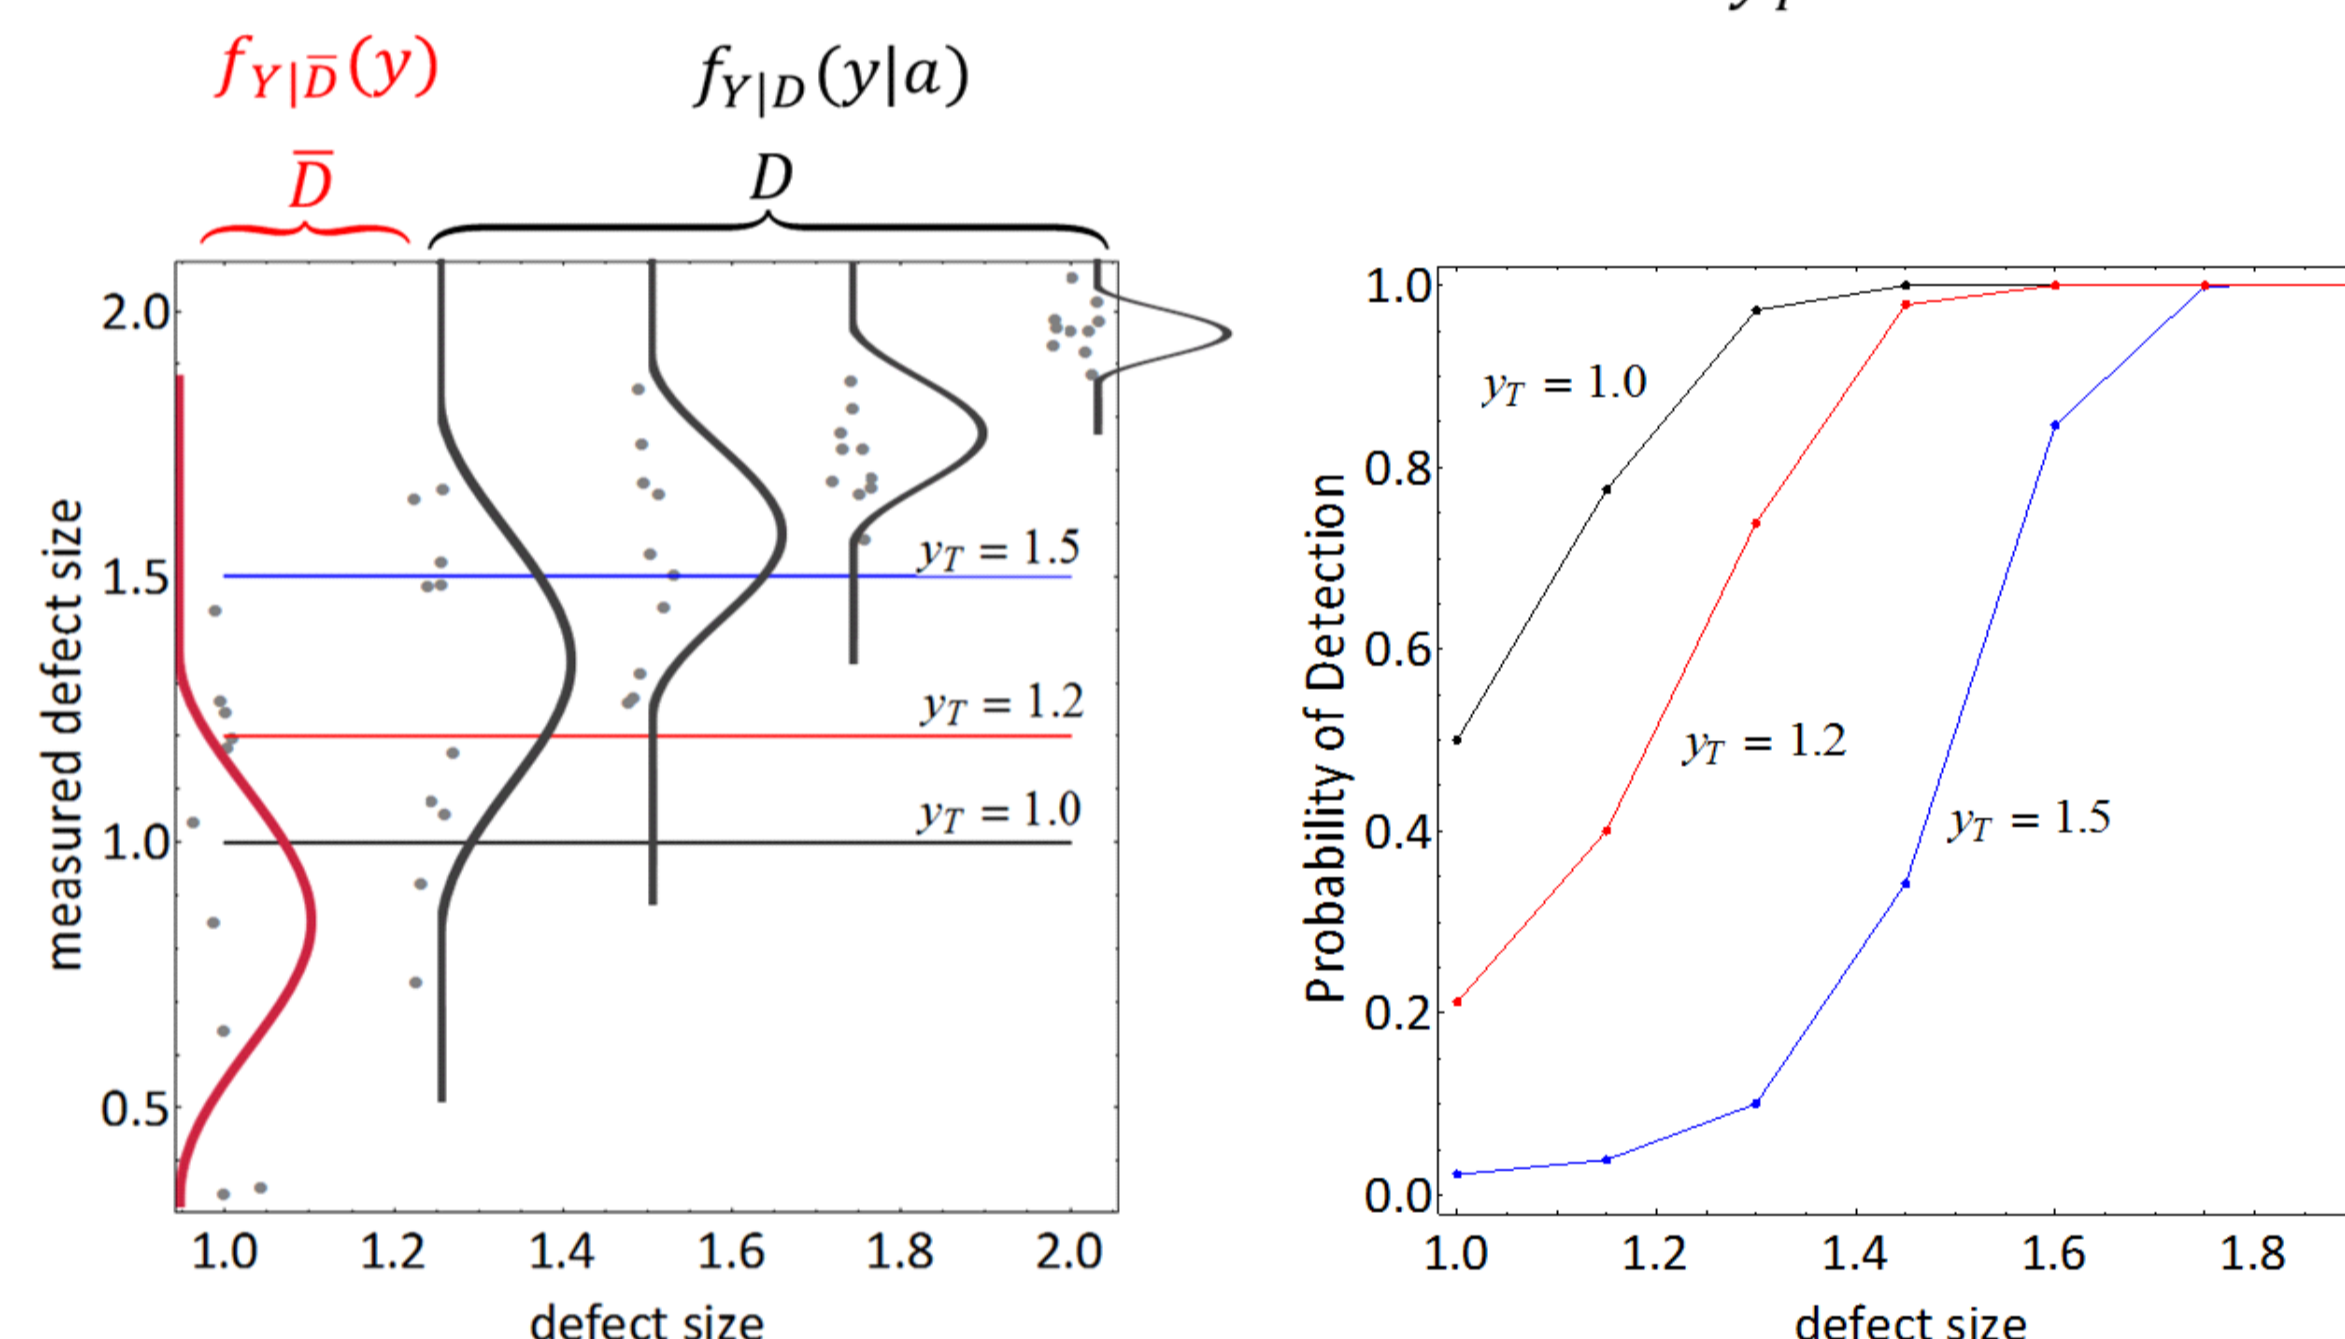 f_{Y|\overline{D}}(y)
f_{Y|D}(y|a)
\overline{D}
D
measured defect size
2.0
1.5
1.0
0.5
y_T = 1.5
y_T = 1.2
y_T = 1.0
1.0 1.2 1.4 1.6 1.8 2.0
defect size
Probability of Detection
1.0
0.8
0.6
0.4
0.2
0.0
y_T = 1.0
y_T = 1.2
y_T = 1.5
1.0 1.2 1.4 1.6 1.8
defect size